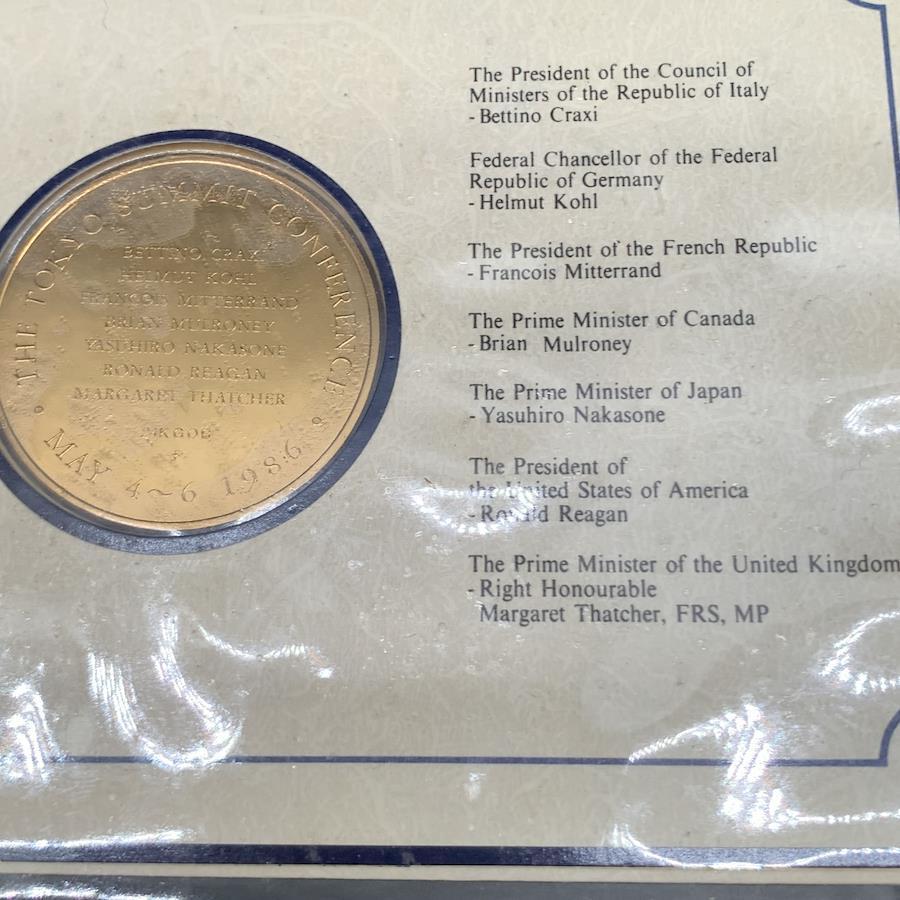 THE TOKYO SUMMIT CONFERENCE
BETTINO CRAXI
HELMUT KOHL
FRANCOIS MITTERRAND
BRIAN MULRONEY
YASUHIRO NAKASONE
RONALD REAGAN
MARGARET THATCHER
MAY 4~6 1986
The President of the Council of
Ministers of the Republic of Italy
- Bettino Craxi
Federal Chancellor of the Federal
Republic of Germany
- Helmut Kohl
The President of the French Republic
- Francois Mitterrand
The Prime Minister of Canada
- Brian Mulroney
The Prime Minister of Japan
- Yasuhiro Nakasone
The President of
the United States of America
- Ronald Reagan
The Prime Minister of the United Kingdom
- Right Honourable
Margaret Thatcher, FRS, MP